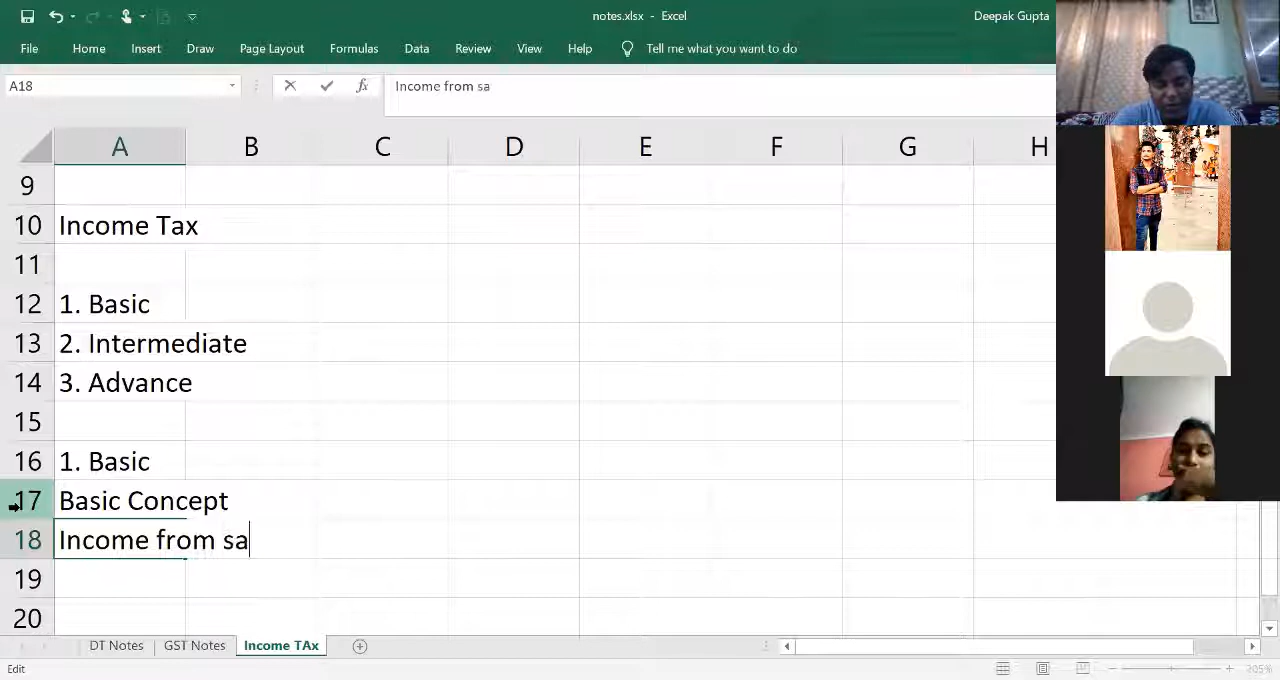 notes.xlsx - Excel
Deepak Gupta
File Home Insert Draw Page Layout Formulas Data Review View Help Tell me what you want to do
A18 fx Income from sa
A B C D E F G H
9
10 Income Tax
11
12 1. Basic
13 2. Intermediate
14 3. Advance
15
16 1. Basic
17 Basic Concept
18 Income from sa
19
20
DT Notes GST Notes Income TAx
Edit
205%